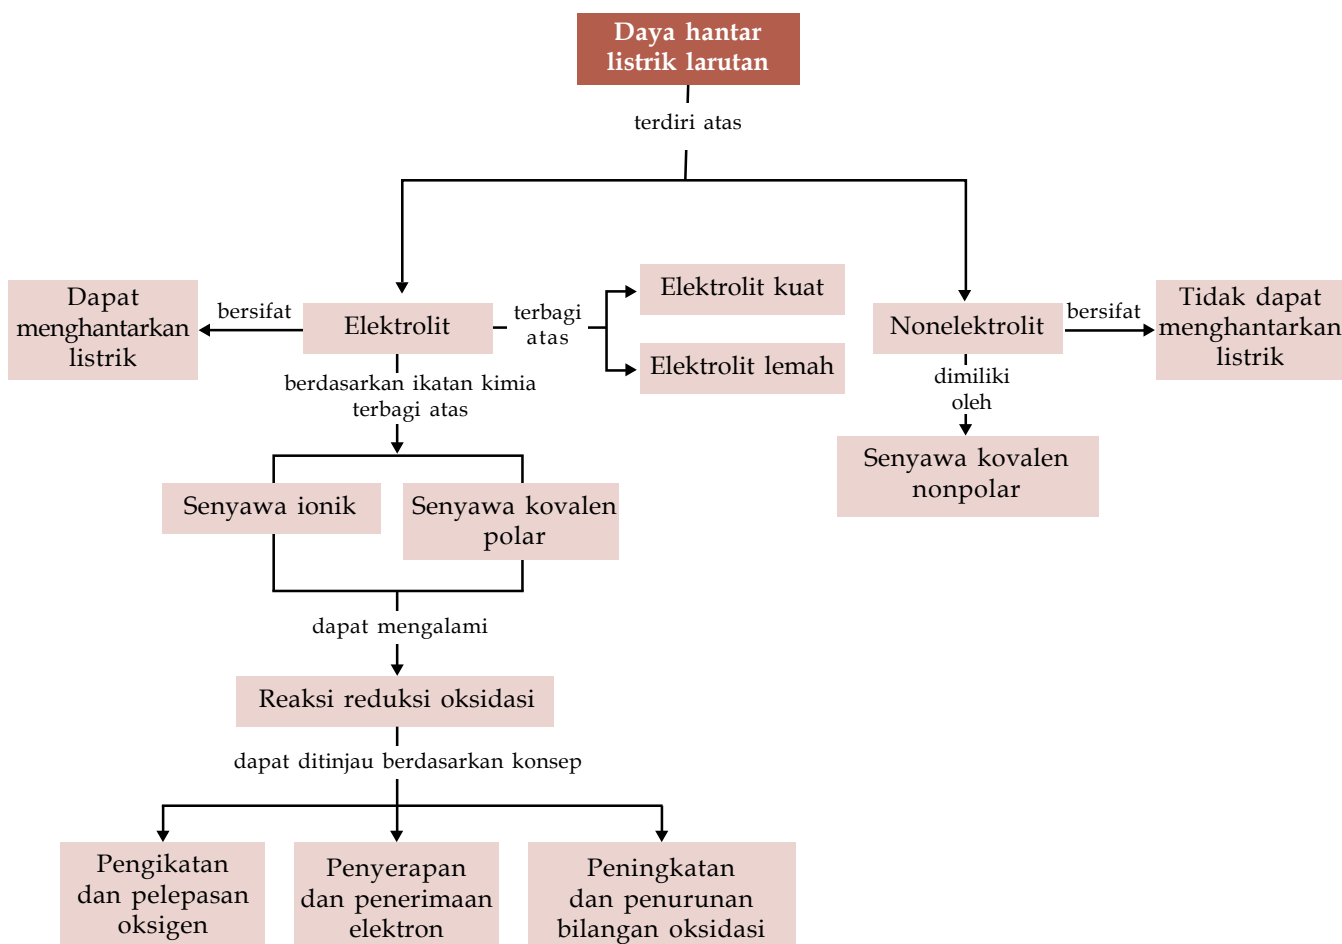 Daya hantar
listrik larutan
terdiri atas
Dapat
menghantarkan
listrik
bersifat
Elektrolit
terbagi
atas
Elektrolit kuat
Elektrolit lemah
Nonelektrolit
bersifat
Tidak dapat
menghantarkan
listrik
berdasarkan ikatan kimia
terbagi atas
dimiliki
oleh
Senyawa ionik
Senyawa kovalen
polar
Senyawa kovalen
nonpolar
dapat mengalami
Reaksi reduksi oksidasi
dapat ditinjau berdasarkan konsep
Pengikatan
dan pelepasan
oksigen
Penyerapan
dan penerimaan
elektron
Peningkatan
dan penurunan
bilangan oksidasi